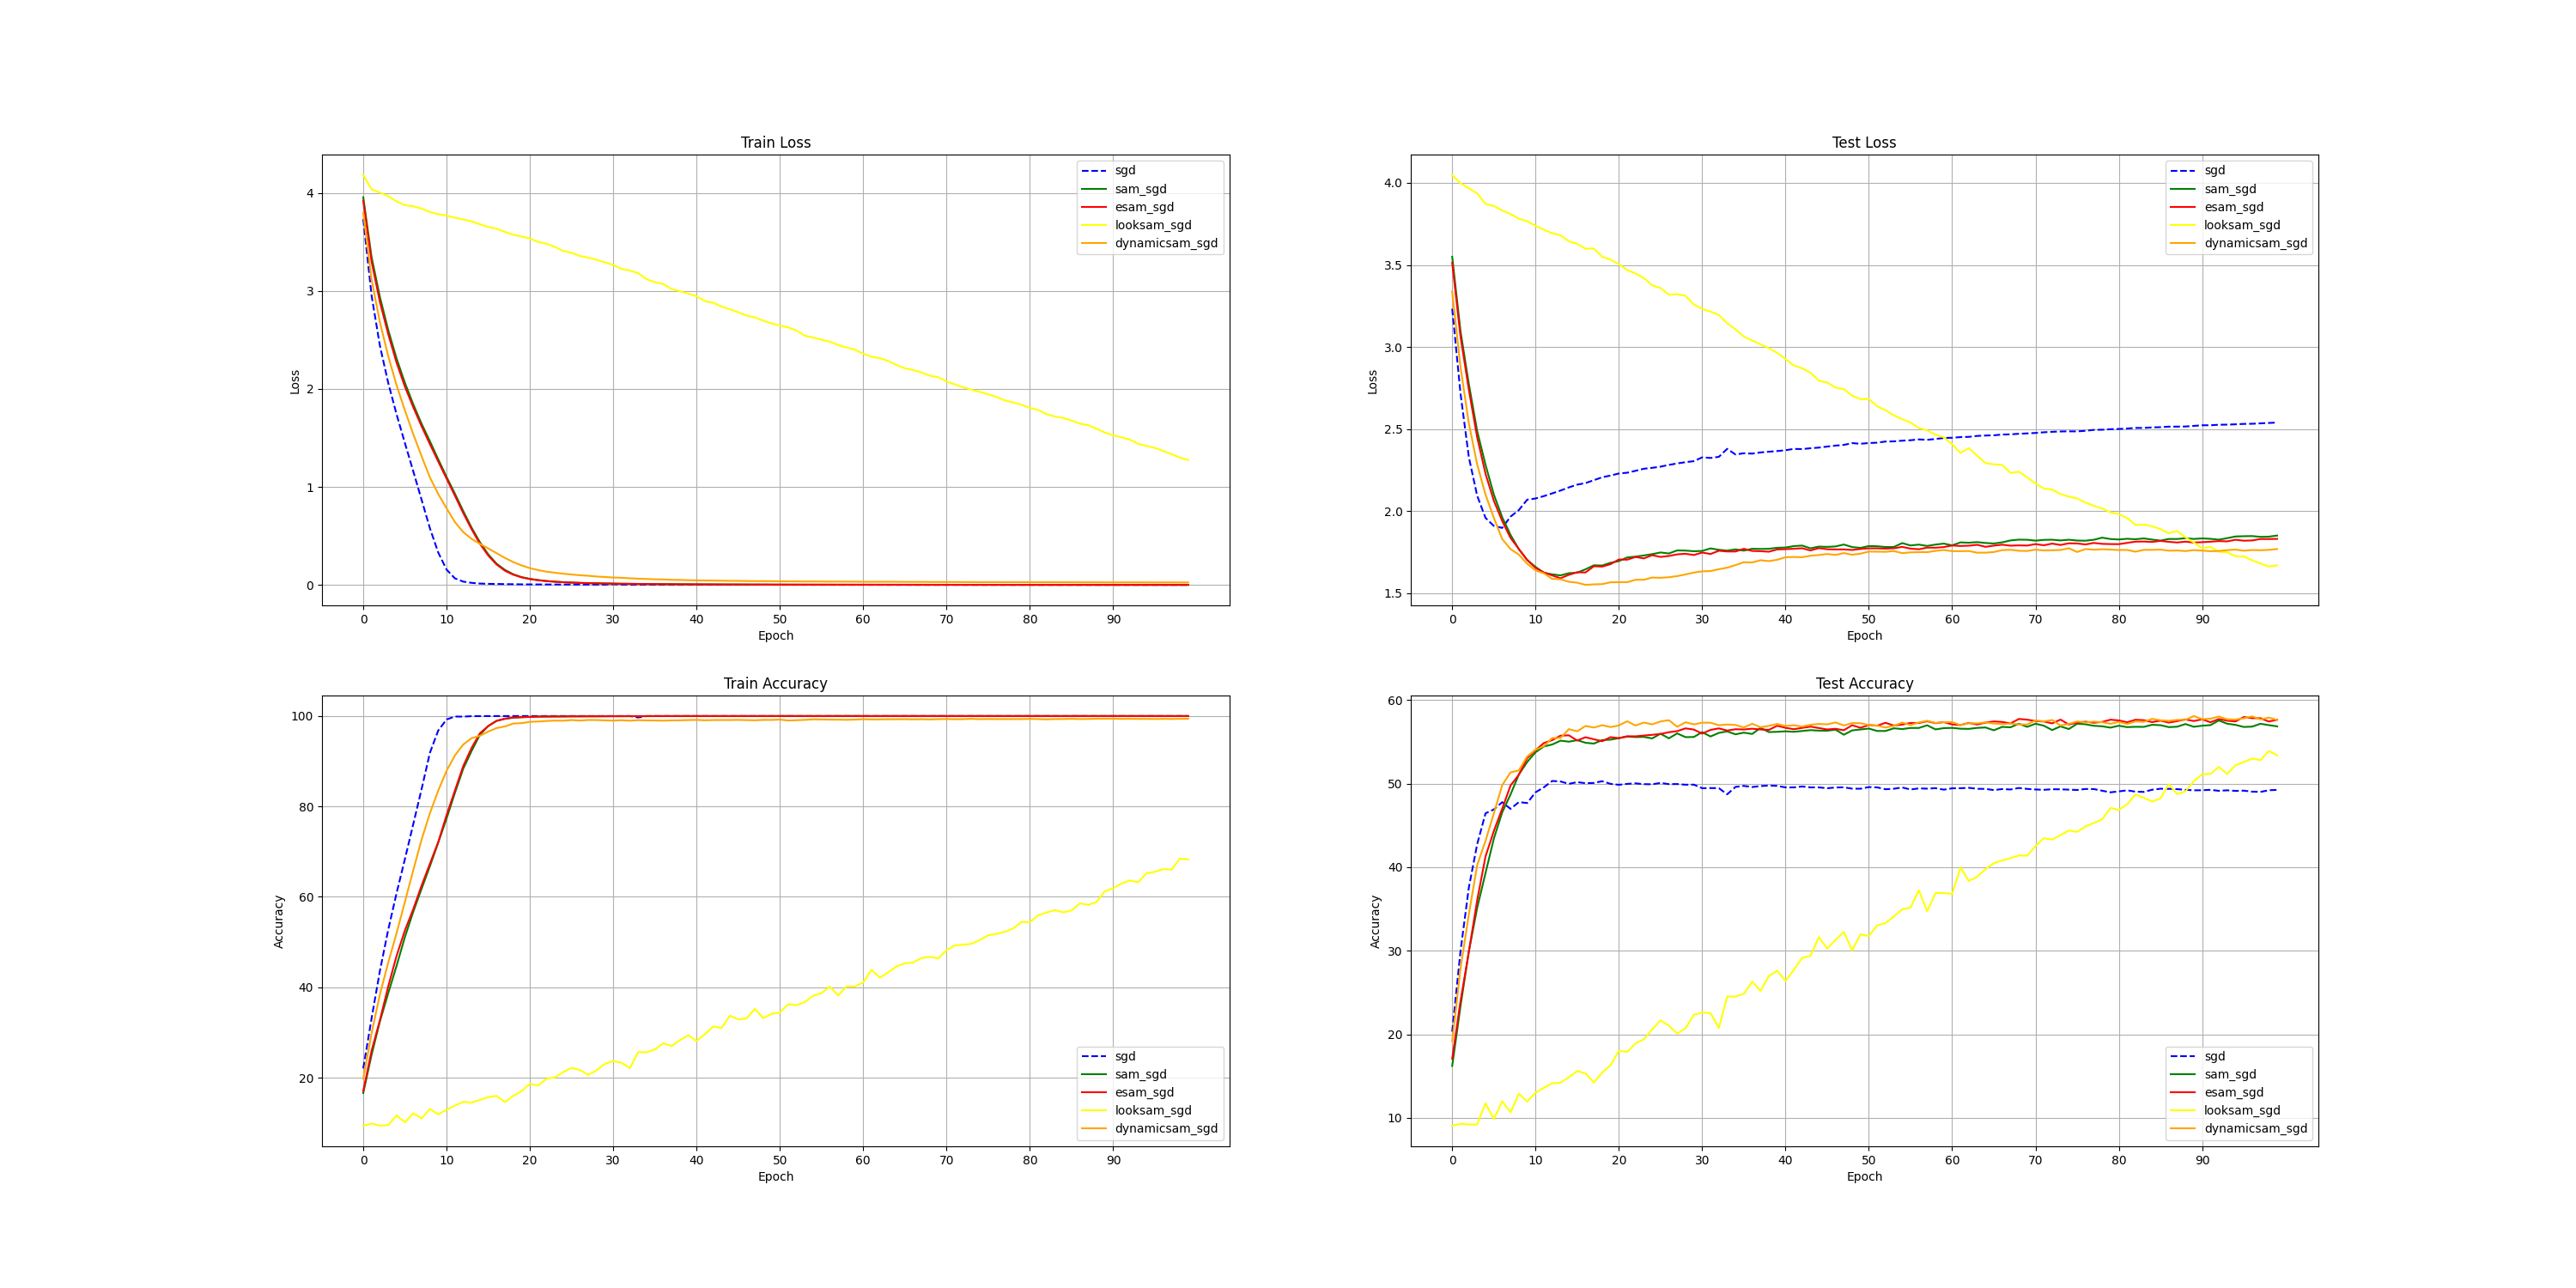 Train Loss
Loss
4
3
2
1
0
0 10 20 30 40 50 60 70 80 90
Epoch
sgd
sam_sgd
esam_sgd
looksam_sgd
dynamicsam_sgd
Test Loss
Loss
4.0
3.5
3.0
2.5
2.0
1.5
0 10 20 30 40 50 60 70 80 90
Epoch
sgd
sam_sgd
esam_sgd
looksam_sgd
dynamicsam_sgd
Train Accuracy
Accuracy
100
80
60
40
20
0 10 20 30 40 50 60 70 80 90
Epoch
sgd
sam_sgd
esam_sgd
looksam_sgd
dynamicsam_sgd
Test Accuracy
Accuracy
60
50
40
30
20
10
0 10 20 30 40 50 60 70 80 90
Epoch
sgd
sam_sgd
esam_sgd
looksam_sgd
dynamicsam_sgd